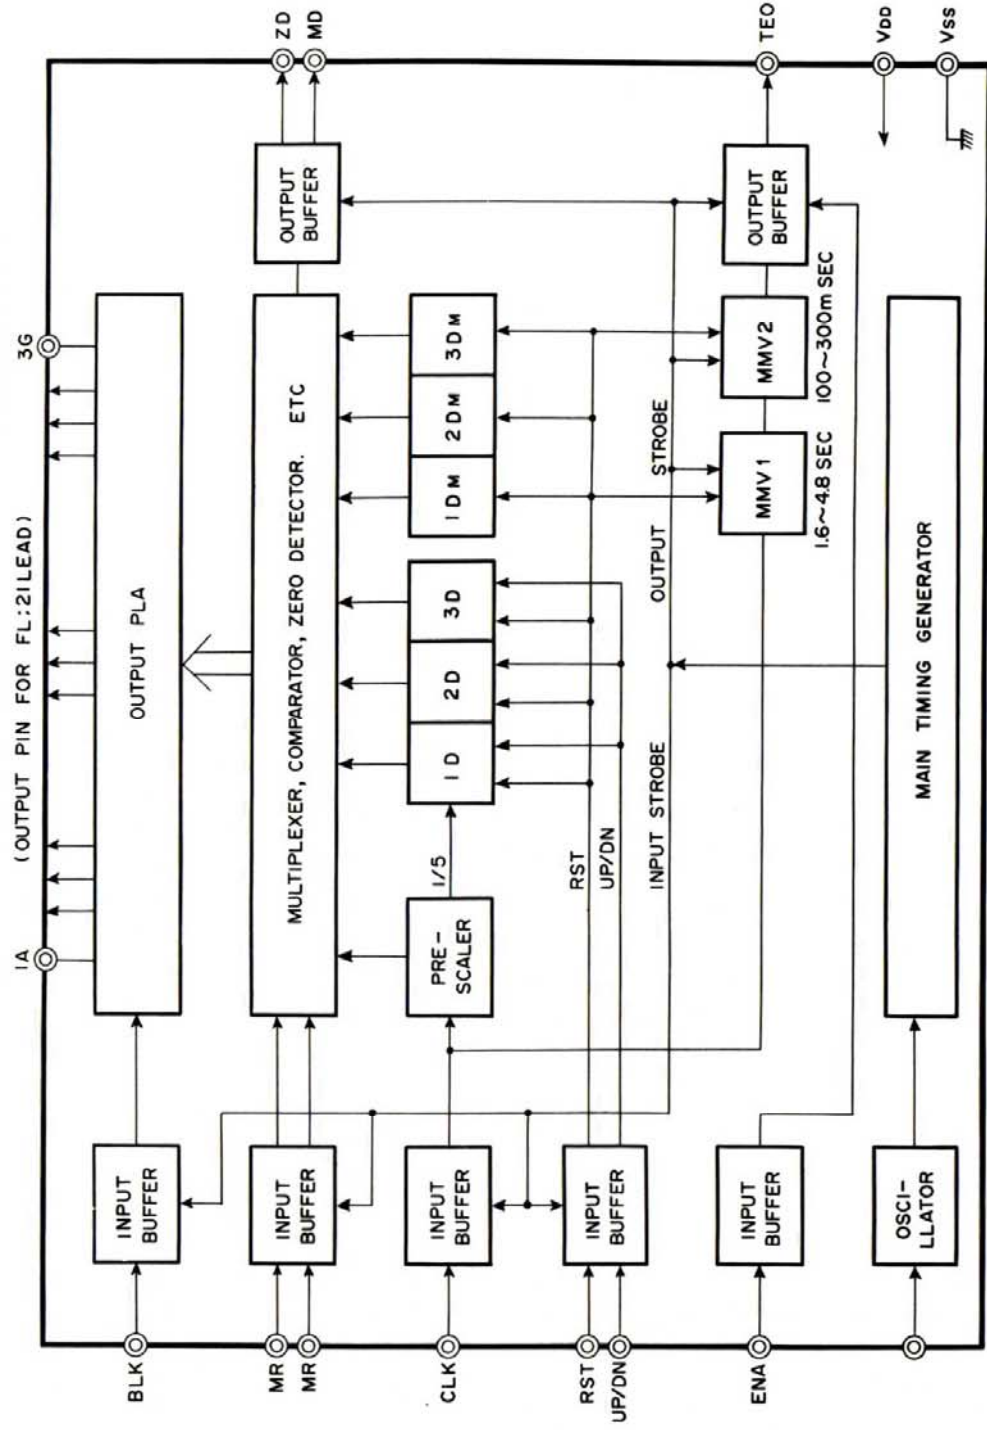 (OUTPUT PIN FOR FL:21LEAD)
1A
3G
BLK
INPUT
BUFFER
OUTPUT PLA
MR
MR
INPUT
BUFFER
MULTIPLEXER, COMPARATOR, ZERO DETECTOR. ETC
OUTPUT
BUFFER
ZD
MD
CLK
INPUT
BUFFER
PRE-
SCALER
1/5
1D
2D
3D
1DM
2DM
3DM
RST
UP/DN
INPUT
BUFFER
RST
UP/DN
INPUT STROBE
OUTPUT STROBE
ENA
INPUT
BUFFER
MMV1
1.6~4.8 SEC
MMV2
100~300m SEC
OUTPUT
BUFFER
TEO
OSCI-
LLATOR
MAIN TIMING GENERATOR
VDD
VSS